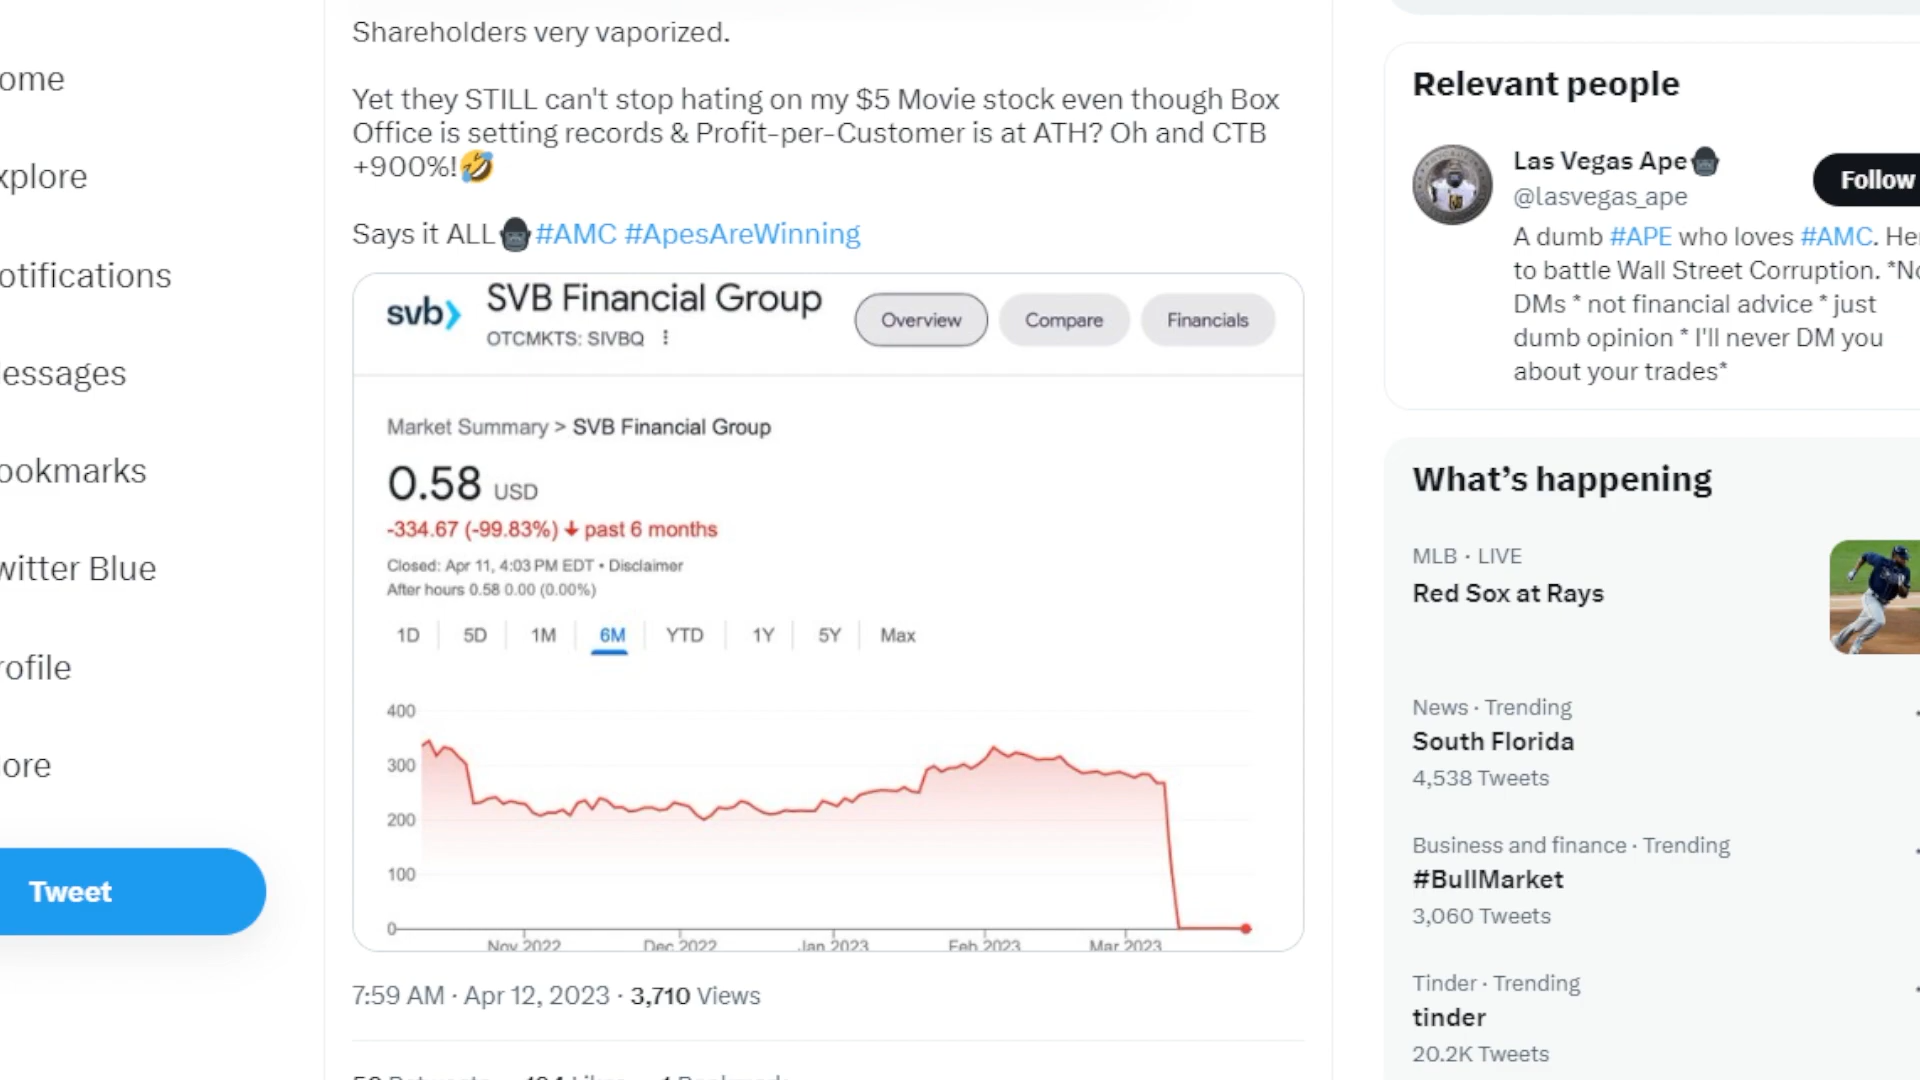 ome
xplore
otifications
essages
ookmarks
witter Blue
rofile
ore
Tweet
Shareholders very vaporized.
Yet they STILL can't stop hating on my $5 Movie stock even though Box
Office is setting records & Profit-per-Customer is at ATH? Oh and CTB
+900%!🤣
Says it ALL🦍#AMC #ApesAreWinning
svb
SVB Financial Group
OTCMKTS: SIVBQ
Overview
Compare
Financials
Market Summary > SVB Financial Group
0.58 USD
-334.67 (-99.83%) ↓ past 6 months
Closed: Apr 11, 4:03 PM EDT • Disclaimer
After hours 0.58 0.00 (0.00%)
1D 5D 1M 6M YTD 1Y 5Y Max
400
300
200
100
0
Nov 2022 Dec 2022 Jan 2023 Feb 2023 Mar 2023
7:59 AM · Apr 12, 2023 · 3,710 Views
Relevant people
Las Vegas Ape🦍
@lasvegas_ape
Follow
A dumb #APE who loves #AMC. Her
to battle Wall Street Corruption. *No
DMs * not financial advice * just
dumb opinion * I'll never DM you
about your trades*
What's happening
MLB · LIVE
Red Sox at Rays
News · Trending
South Florida
4,538 Tweets
Business and finance · Trending
#BullMarket
3,060 Tweets
Tinder · Trending
tinder
20.2K Tweets